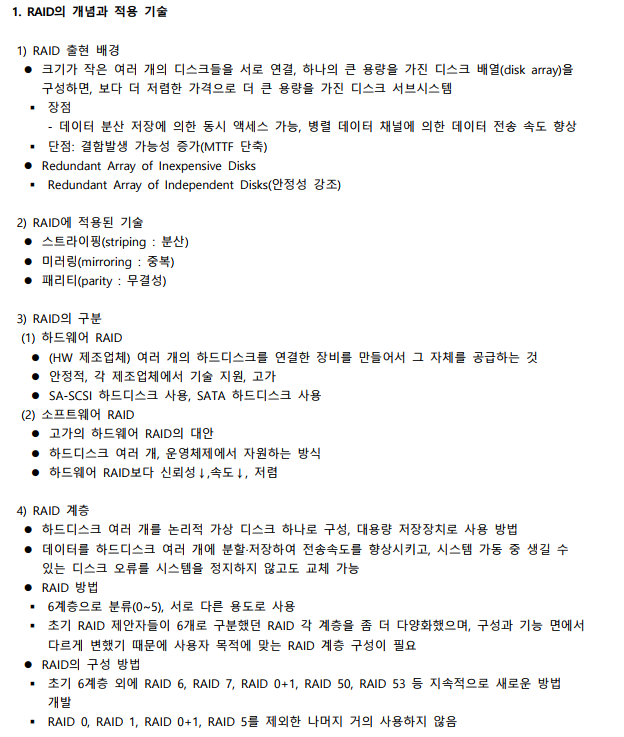 1. RAID의 개념과 적용 기술
1) RAID 출현 배경
● 크기가 작은 여러 개의 디스크들을 서로 연결, 하나의 큰 용량을 가진 디스크 배열(disk array)을
구성하면, 보다 더 저렴한 가격으로 더 큰 용량을 가진 디스크 서브시스템
▪ 장점
- 데이터 분산 저장에 의한 동시 액세스 가능, 병렬 데이터 채널에 의한 데이터 전송 속도 향상
▪ 단점: 결함발생 가능성 증가(MTTF 단축)
● Redundant Array of Inexpensive Disks
▪ Redundant Array of Independent Disks(안정성 강조)
2) RAID에 적용된 기술
● 스트라이핑(striping : 분산)
● 미러링(mirroring : 중복)
● 패리티(parity : 무결성)
3) RAID의 구분
(1) 하드웨어 RAID
● (HW 제조업체) 여러 개의 하드디스크를 연결한 장비를 만들어서 그 자체를 공급하는 것
● 안정적, 각 제조업체에서 기술 지원, 고가
● SA-SCSI 하드디스크 사용, SATA 하드디스크 사용
(2) 소프트웨어 RAID
● 고가의 하드웨어 RAID의 대안
● 하드디스크 여러 개, 운영체제에서 자원하는 방식
● 하드웨어 RAID보다 신뢰성↓,속도↓, 저렴
4) RAID 계층
● 하드디스크 여러 개를 논리적 가상 디스크 하나로 구성, 대용량 저장장치로 사용 방법
● 데이터를 하드디스크 여러 개에 분할·저장하여 전송속도를 향상시키고, 시스템 가동 중 생길 수
있는 디스크 오류를 시스템을 정지하지 않고도 교체 가능
● RAID 방법
▪ 6계층으로 분류(0~5), 서로 다른 용도로 사용
▪ 초기 RAID 제안자들이 6개로 구분했던 RAID 각 계층을 좀 더 다양화했으며, 구성과 기능 면에서
다르게 변했기 때문에 사용자 목적에 맞는 RAID 계층 구성이 필요
● RAID의 구성 방법
▪ 초기 6계층 외에 RAID 6, RAID 7, RAID 0+1, RAID 50, RAID 53 등 지속적으로 새로운 방법
개발
▪ RAID 0, RAID 1, RAID 0+1, RAID 5를 제외한 나머지 거의 사용하지 않음